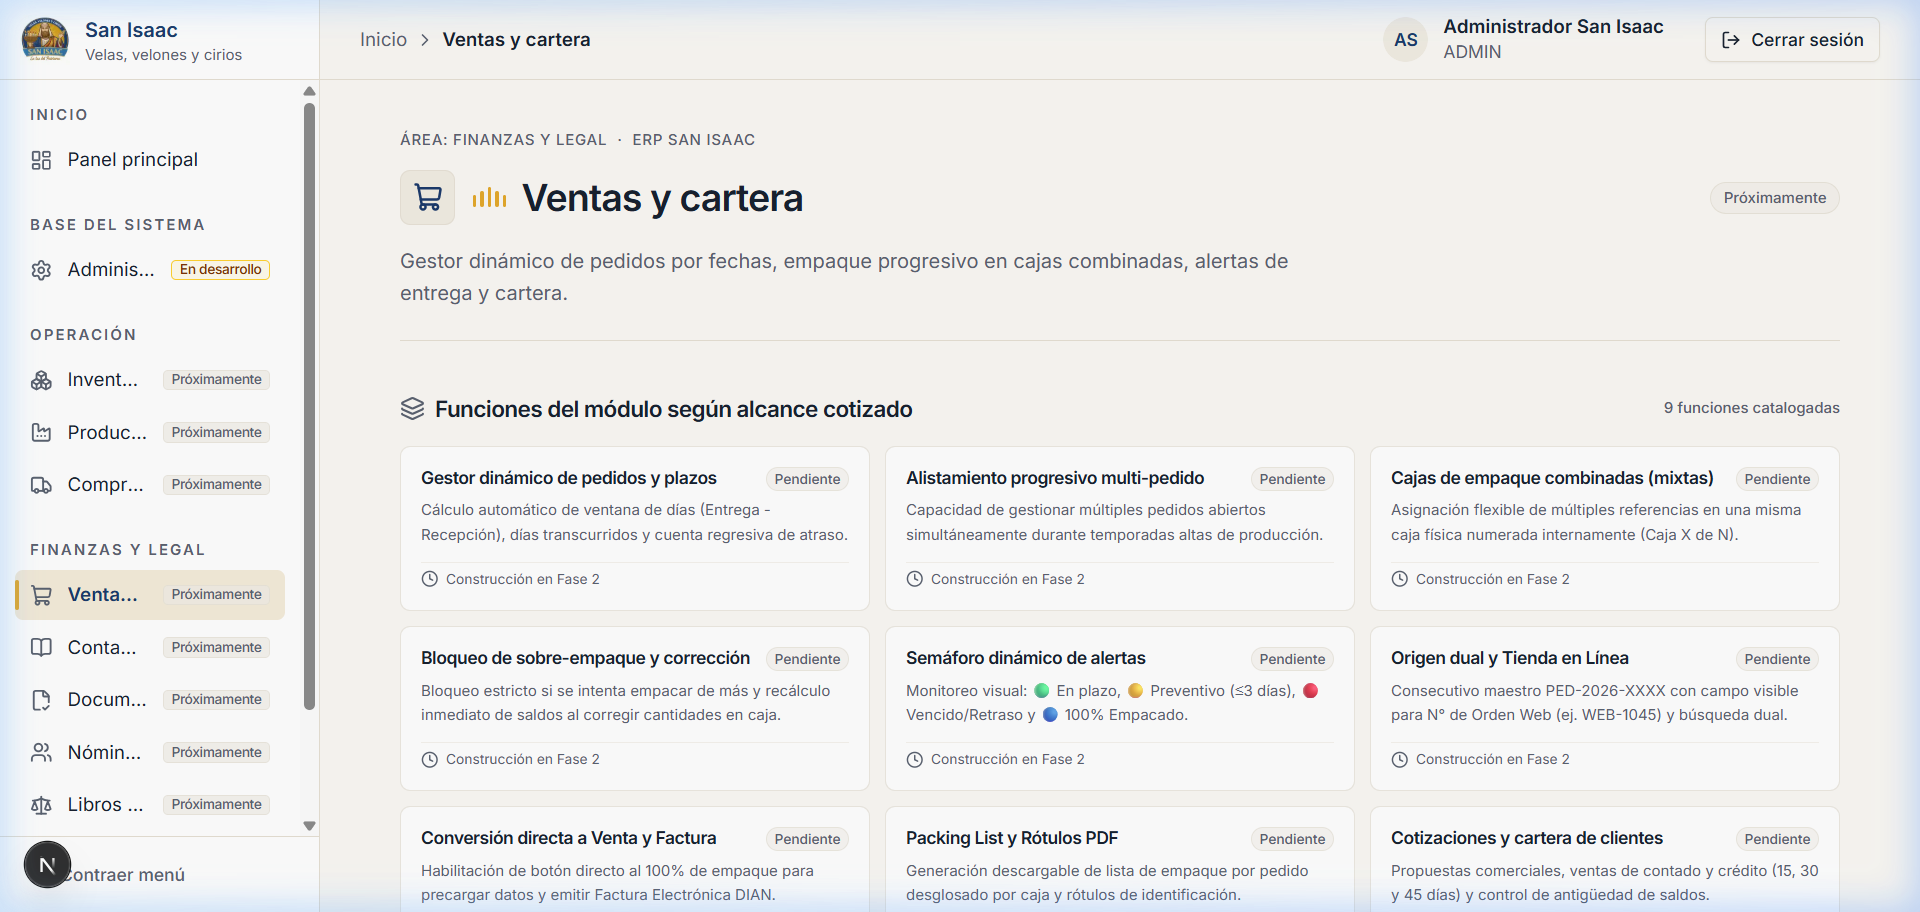 San Isaac
Velas, velones y cirios
Inicio > Ventas y cartera
AS
Administrador San Isaac
ADMIN
Cerrar sesión
INICIO
Panel principal
BASE DEL SISTEMA
Adminis... En desarrollo
OPERACIÓN
Invent... Próximamente
Produc... Próximamente
Compr... Próximamente
FINANZAS Y LEGAL
Venta... Próximamente
Conta... Próximamente
Docum... Próximamente
Nómin... Próximamente
Libros ... Próximamente
N
Contraer menú
ÁREA: FINANZAS Y LEGAL · ERP SAN ISAAC
Ventas y cartera
Próximamente
Gestor dinámico de pedidos por fechas, empaque progresivo en cajas combinadas, alertas de
entrega y cartera.
Funciones del módulo según alcance cotizado
9 funciones catalogadas
Gestor dinámico de pedidos y plazos Pendiente
Cálculo automático de ventana de días (Entrega -
Recepción), días transcurridos y cuenta regresiva de atraso.
Construcción en Fase 2
Alistamiento progresivo multi-pedido Pendiente
Capacidad de gestionar múltiples pedidos abiertos
simultáneamente durante temporadas altas de producción.
Construcción en Fase 2
Cajas de empaque combinadas (mixtas) Pendiente
Asignación flexible de múltiples referencias en una misma
caja física numerada internamente (Caja X de N).
Construcción en Fase 2
Bloqueo de sobre-empaque y corrección Pendiente
Bloqueo estricto si se intenta empacar de más y recálculo
inmediato de saldos al corregir cantidades en caja.
Construcción en Fase 2
Semáforo dinámico de alertas Pendiente
Monitoreo visual: 🟢 En plazo, 🟡 Preventivo (≤3 días), 🔴
Vencido/Retraso y 🔵 100% Empacado.
Construcción en Fase 2
Origen dual y Tienda en Línea Pendiente
Consecutivo maestro PED-2026-XXXX con campo visible
para N° de Orden Web (ej. WEB-1045) y búsqueda dual.
Construcción en Fase 2
Conversión directa a Venta y Factura Pendiente
Habilitación de botón directo al 100% de empaque para
precargar datos y emitir Factura Electrónica DIAN.
Packing List y Rótulos PDF Pendiente
Generación descargable de lista de empaque por pedido
desglosado por caja y rótulos de identificación.
Cotizaciones y cartera de clientes Pendiente
Propuestas comerciales, ventas de contado y crédito (15, 30
y 45 días) y control de antigüedad de saldos.